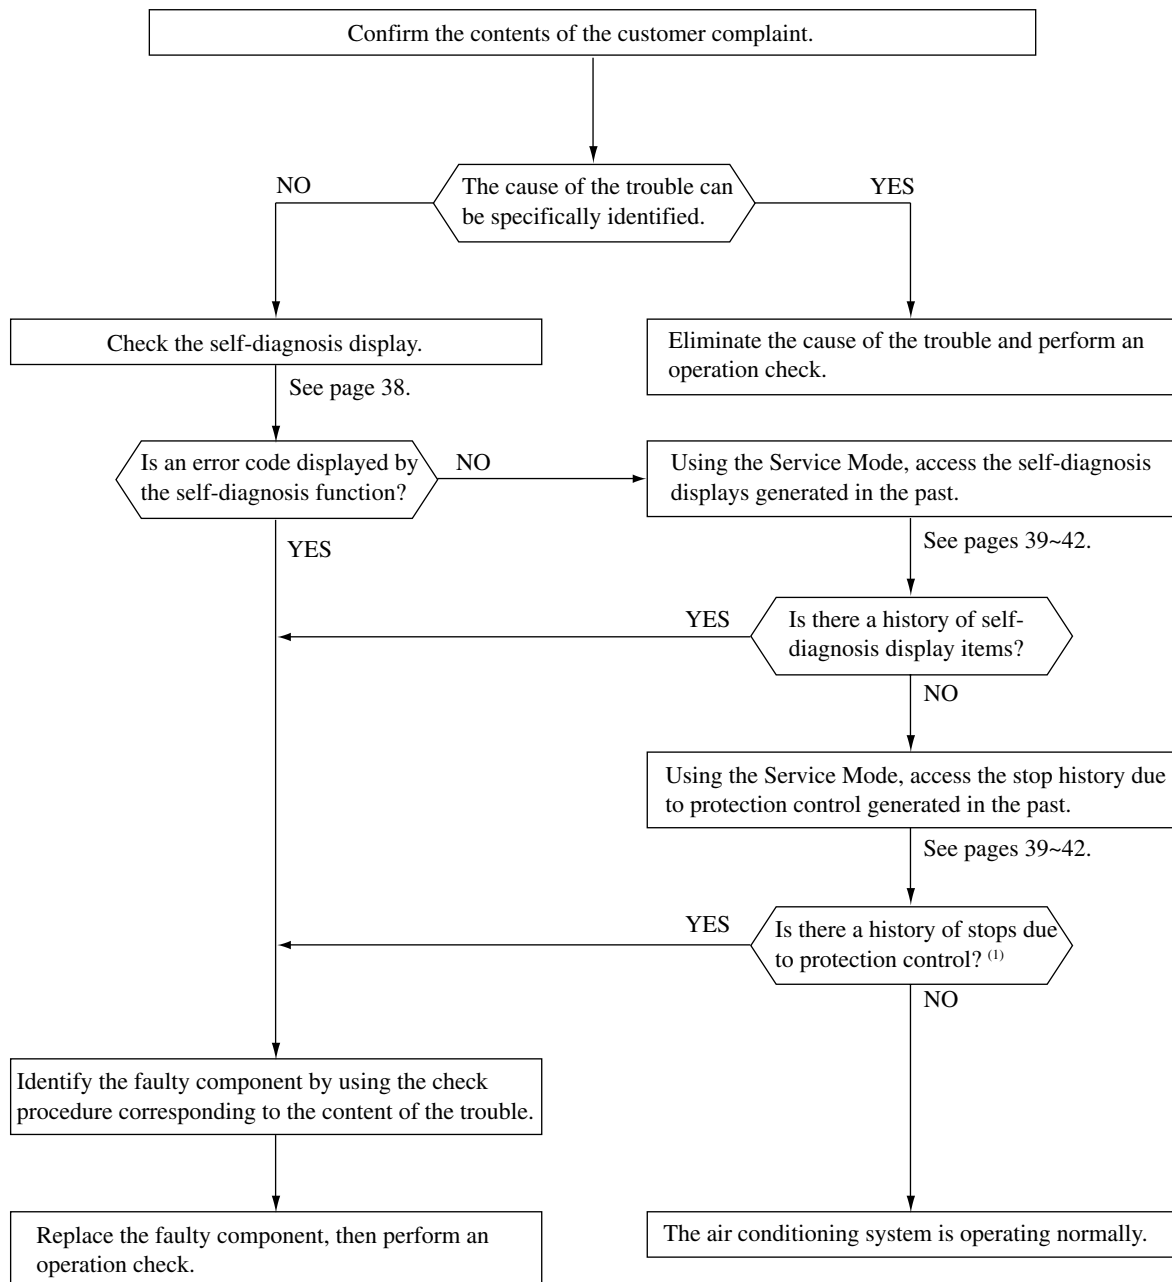 Confirm the contents of the customer complaint.
NO
The cause of the trouble can
be specifically identified.
YES
Check the self-diagnosis display.
Eliminate the cause of the trouble and perform an
operation check.
See page 38.
Is an error code displayed by
the self-diagnosis function?
NO
Using the Service Mode, access the self-diagnosis
displays generated in the past.
YES
See pages 39~42.
YES
Is there a history of self-
diagnosis display items?
NO
Using the Service Mode, access the stop history due
to protection control generated in the past.
See pages 39~42.
YES
Is there a history of stops due
to protection control? (1)
NO
Identify the faulty component by using the check
procedure corresponding to the content of the trouble.
Replace the faulty component, then perform an
operation check.
The air conditioning system is operating normally.